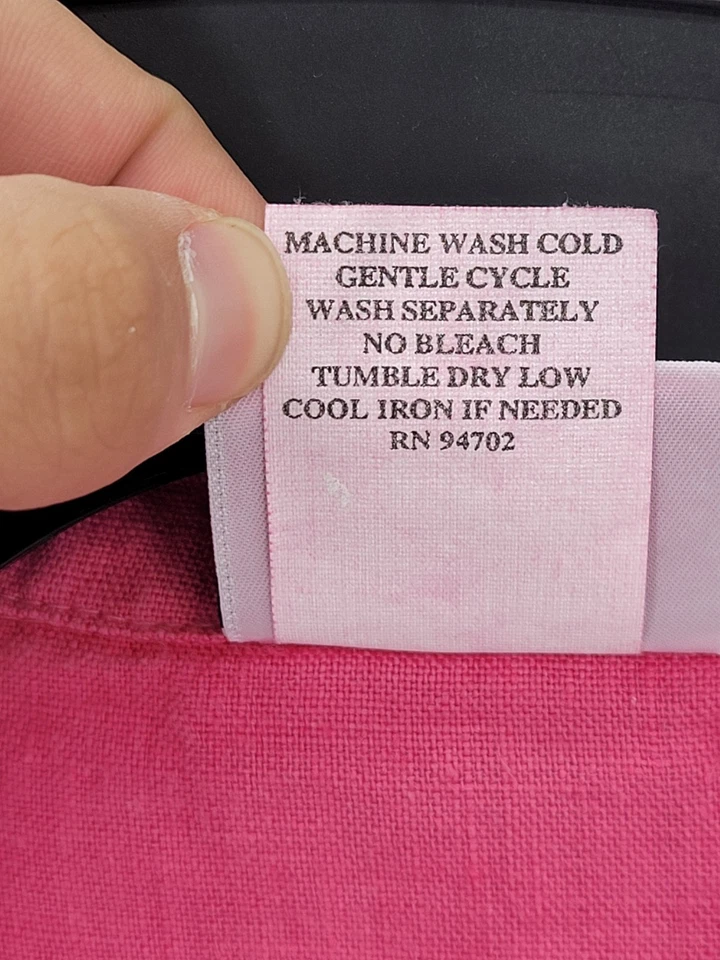 MACHINE WASH COLD
GENTLE CYCLE
WASH SEPARATELY
NO BLEACH
TUMBLE DRY LOW
COOL IRON IF NEEDED
RN 94702